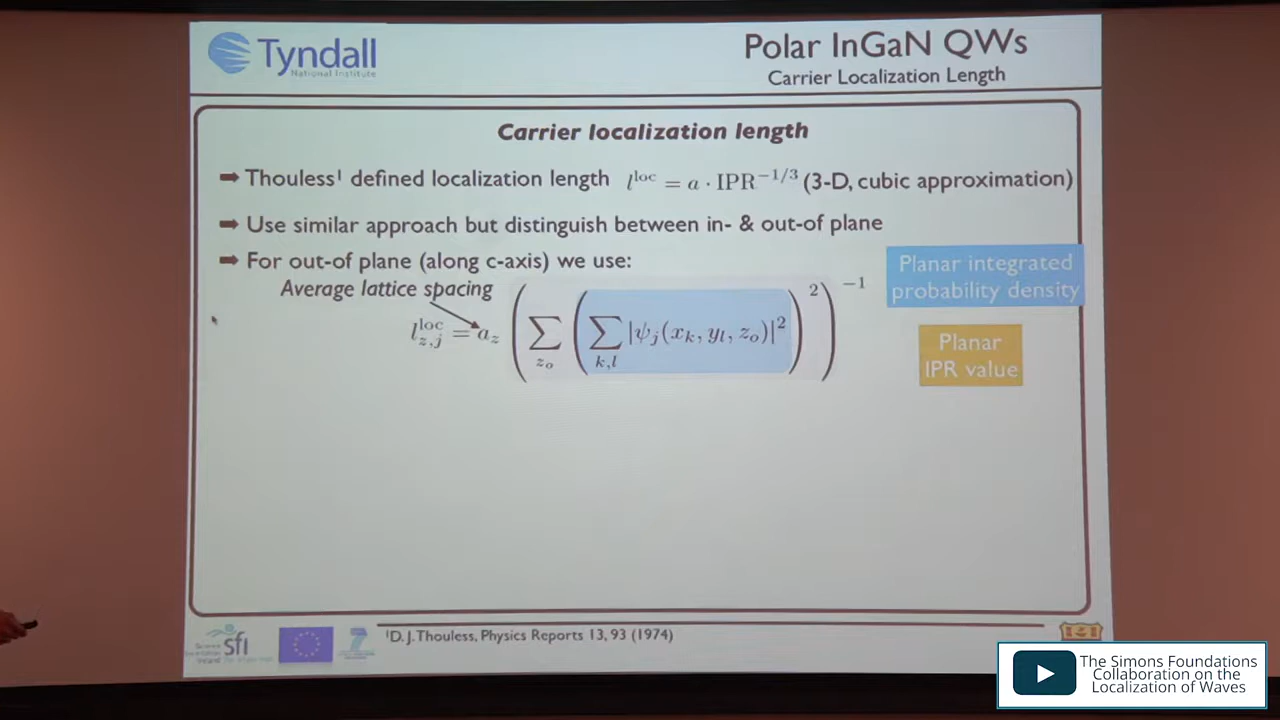 Tyndall
National Institute
Polar InGaN QWs
Carrier Localization Length
Carrier localization length
➡ Thouless¹ defined localization length l^loc = a · IPR^−1/3 (3-D, cubic approximation)
➡ Use similar approach but distinguish between in- & out-of plane
➡ For out-of plane (along c-axis) we use:
Average lattice spacing
l^loc_z,j = a_z ( ∑_z₀ ( ∑_k,l |ψ_j(x_k, y_l, z_o)|² )² )^−1
Planar integrated
probability density
Planar
IPR value
sfi
¹D. J. Thouless, Physics Reports 13, 93 (1974)
The Simons Foundations
Collaboration on the
Localization of Waves